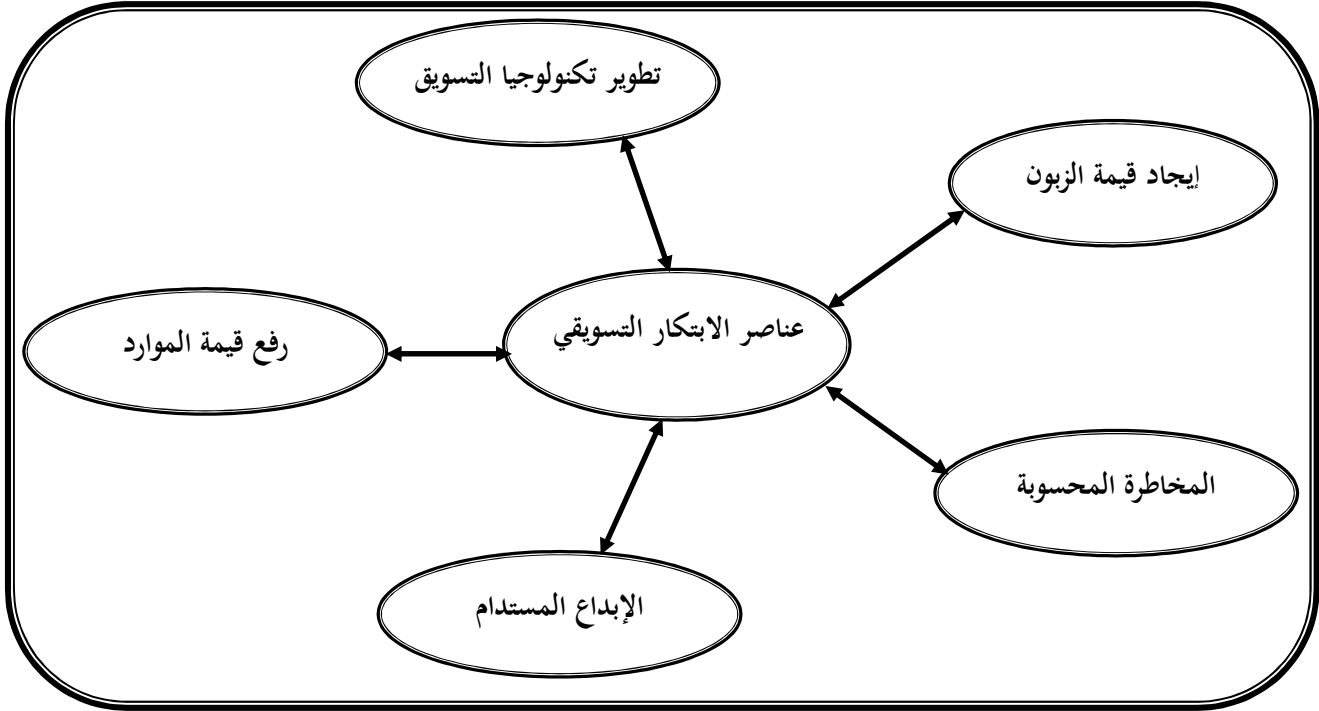 تطوير تكنولوجيا التسويق
إيجاد قيمة الزبون
عناصر الابتكار التسويقي
رفع قيمة الموارد
المخاطرة المحسوبة
الإبداع المستدام